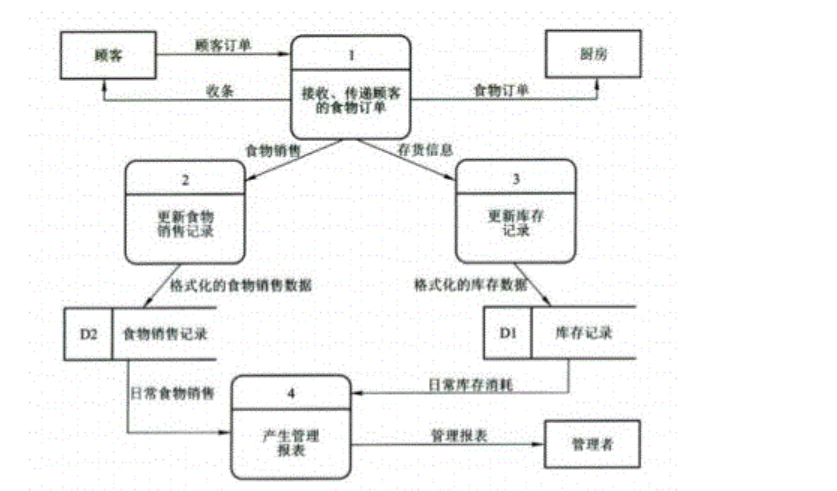 顾客
顾客订单
1
厨房
收条
接收、传递顾客
的食物订单
食物订单
食物销售
存货信息
2
3
更新食物
销售记录
更新库存
记录
格式化的食物销售数据
格式化的库存数据
D2
食物销售记录
D1
库存记录
日常食物销售
4
日常库存消耗
产生管理
报表
管理报表
管理者